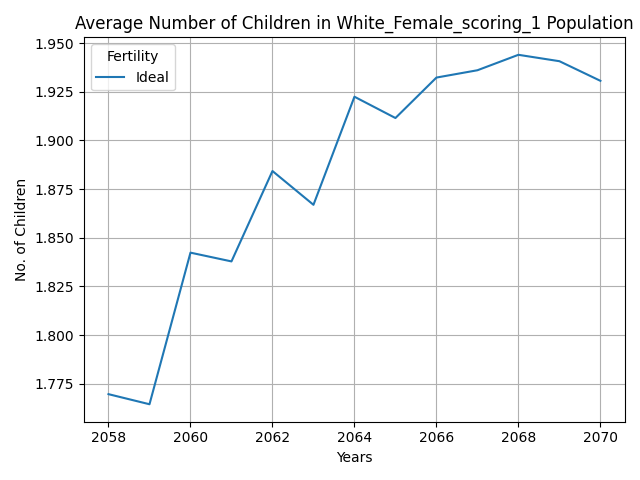 Average Number of Children in White_Female_scoring_1 Population
Fertility
Ideal
No. of Children
1.950
1.925
1.900
1.875
1.850
1.825
1.800
1.775
2058 2060 2062 2064 2066 2068 2070
Years